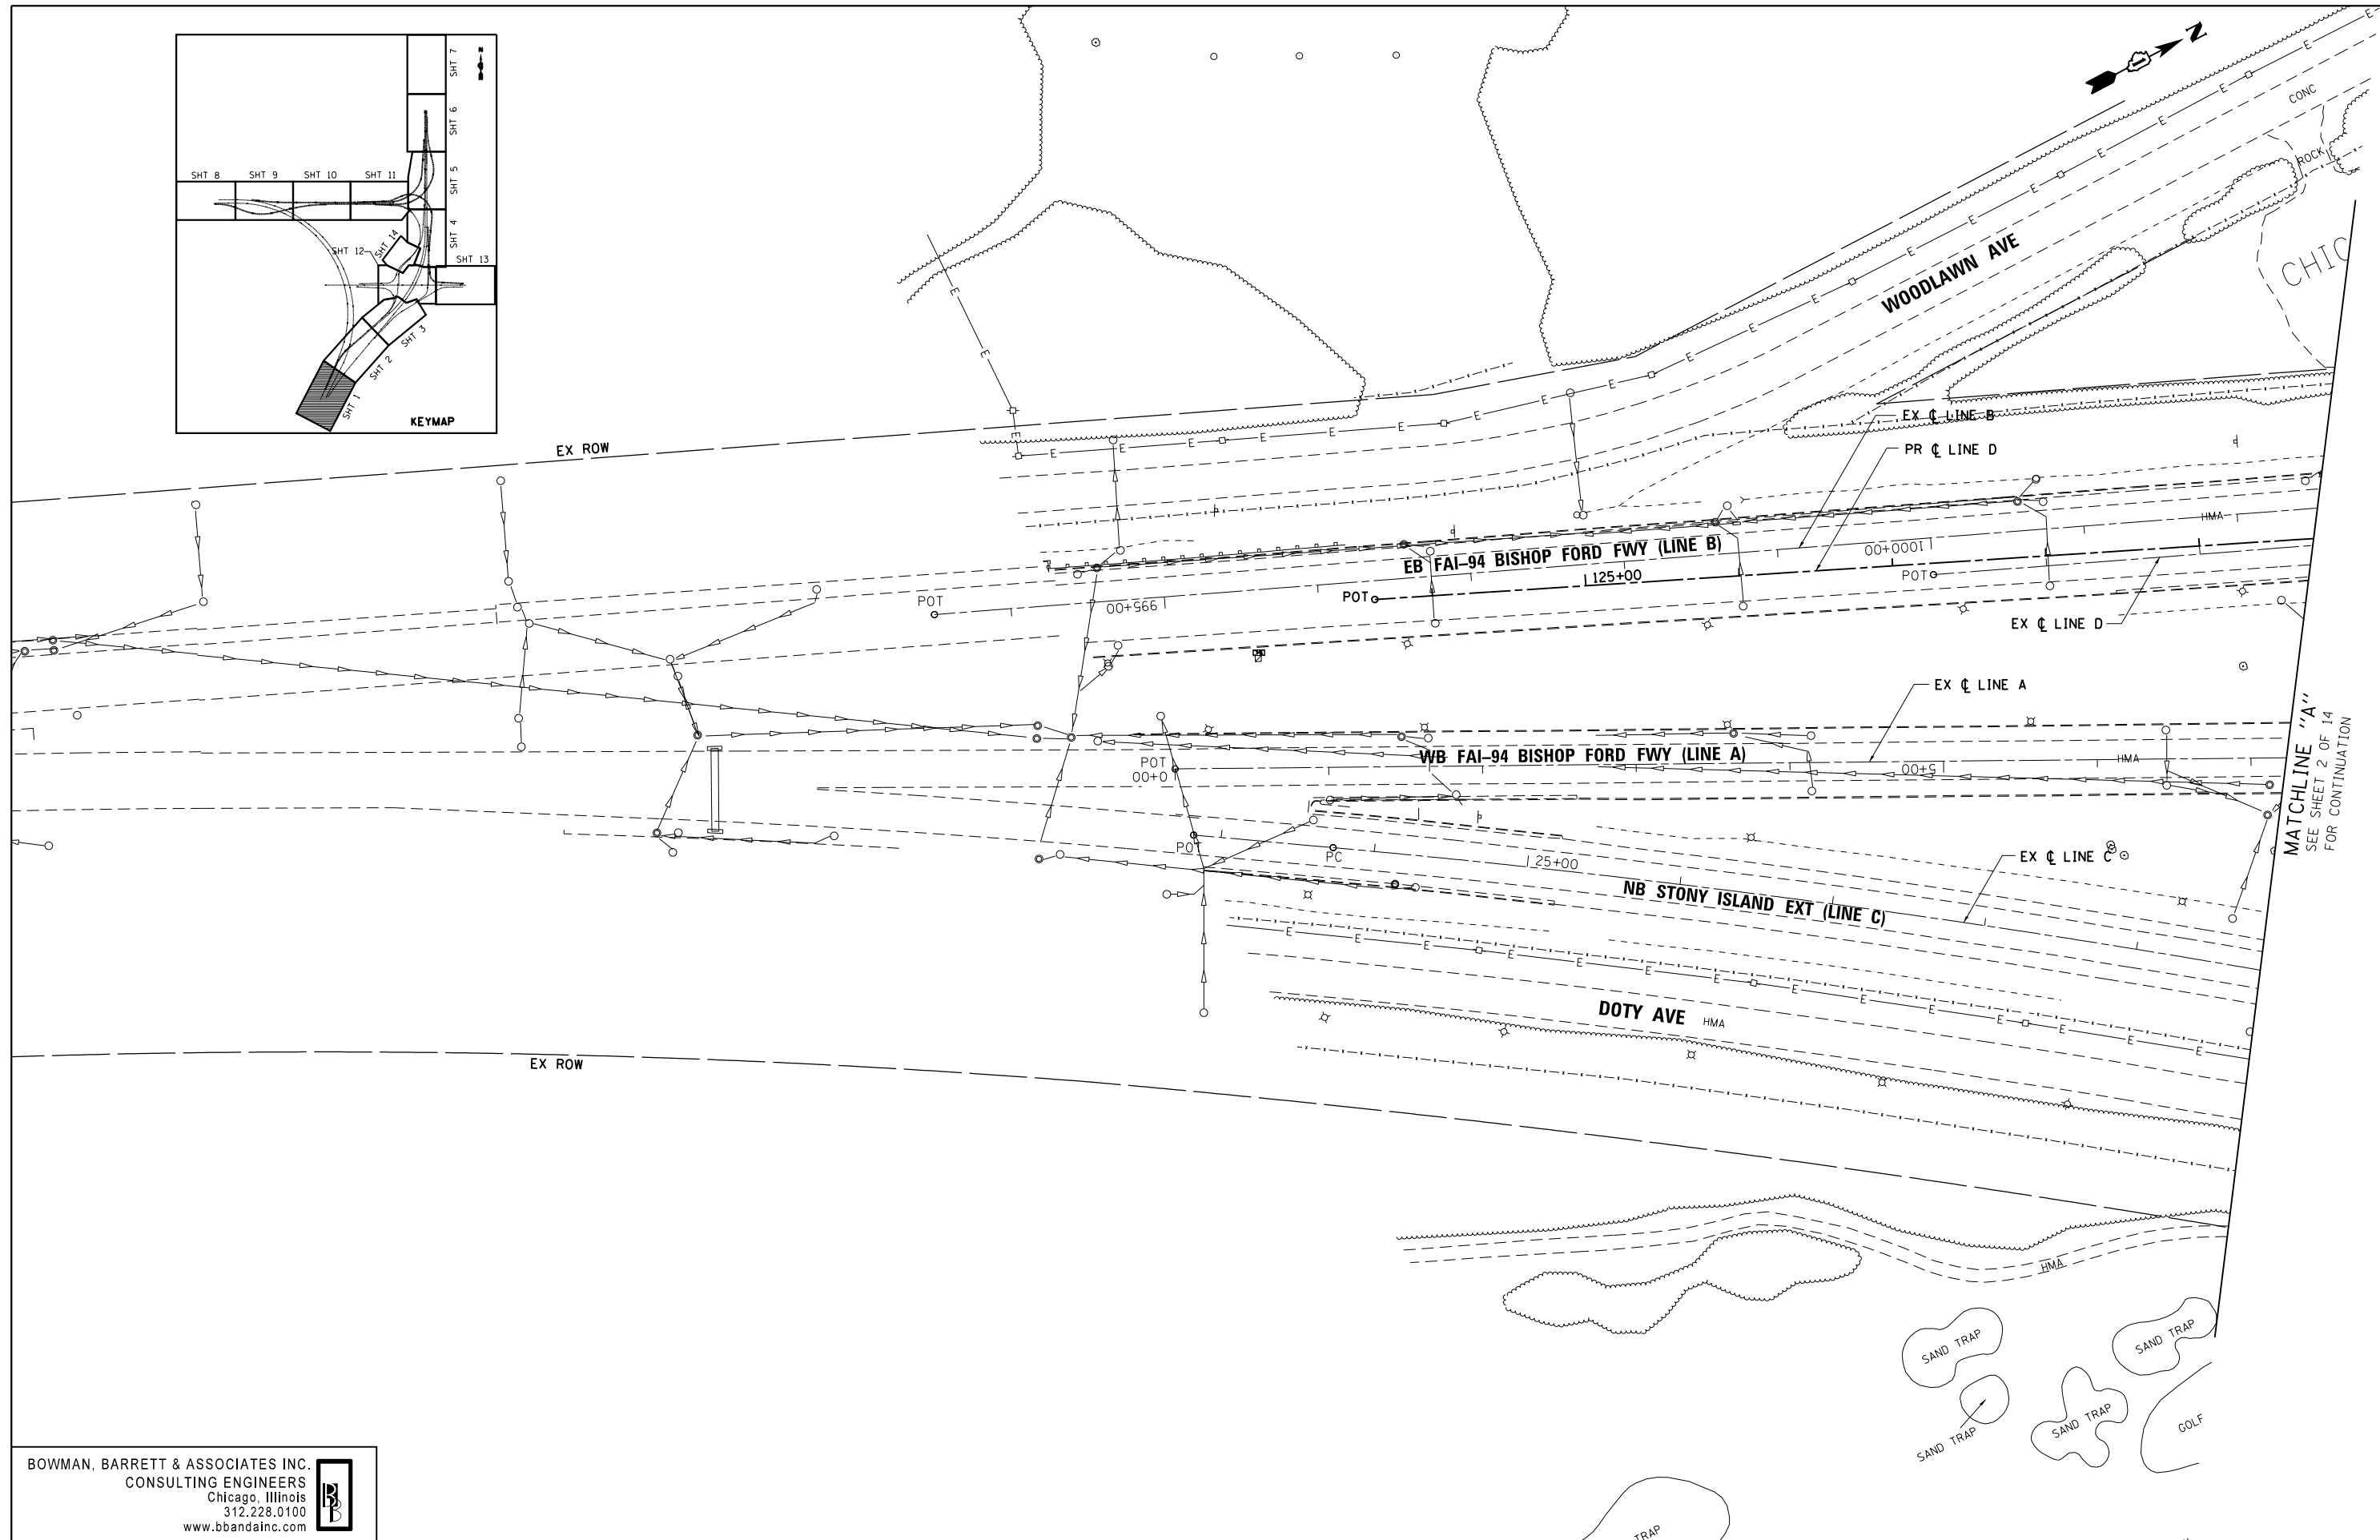 SHT 7
N
SHT 6
SHT 5
SHT 4
SHT 8
SHT 9
SHT 10
SHT 11
SHT 12
SHT 14
SHT 13
SHT 3
SHT 2
SHT 1
KEYMAP
N
CONC
ROCK
CHIC
WOODLAWN AVE
EX ROW
E E E E E E E E E E E E E E E E E E E
EX ℄ LINE B
PR ℄ LINE D
HMA
EB FAI-94 BISHOP FORD FWY (LINE B)
1000+00
125+00
POT
POT
995+00
POT
EX ℄ LINE D
EX ℄ LINE A
WB FAI-94 BISHOP FORD FWY (LINE A)
HMA
POT
0+00
5+00
MATCHLINE "A"
SEE SHEET 2 OF 14
FOR CONTINUATION
POT
PC
25+00
EX ℄ LINE C
NB STONY ISLAND EXT (LINE C)
E E E E E E E E E E E E E
DOTY AVE
HMA
EX ROW
HMA
SAND TRAP
SAND TRAP
SAND TRAP
SAND TRAP
GOLF
TRAP
BOWMAN, BARRETT & ASSOCIATES INC.
CONSULTING ENGINEERS
Chicago, Illinois
312.228.0100
www.bbandainc.com
BB